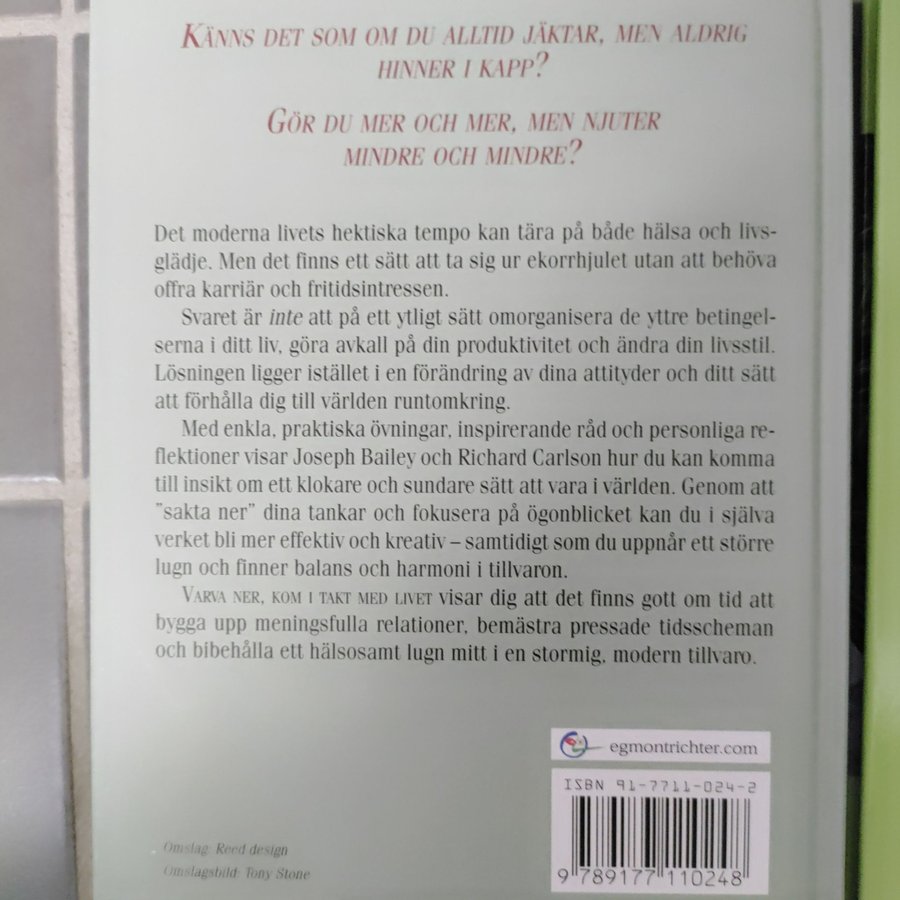 KÄNNS DET SOM OM DU ALLTID JÄKTAR, MEN ALDRIG
HINNER I KAPP?
GÖR DU MER OCH MER, MEN NJUTER
MINDRE OCH MINDRE?
Det moderna livets hektiska tempo kan tära på både hälsa och livs-
glädje. Men det finns ett sätt att ta sig ur ekorrhjulet utan att behöva
offra karriär och fritidsintressen.
Svaret är inte att på ett ytligt sätt omorganisera de yttre betingel-
serna i ditt liv, göra avkall på din produktivitet och ändra din livsstil.
Lösningen ligger istället i en förändring av dina attityder och ditt sätt
att förhålla dig till världen runtomkring.
Med enkla, praktiska övningar, inspirerande råd och personliga re-
flektioner visar Joseph Bailey och Richard Carlson hur du kan komma
till insikt om ett klokare och sundare sätt att vara i världen. Genom att
”sakta ner” dina tankar och fokusera på ögonblicket kan du i själva
verket bli mer effektiv och kreativ – samtidigt som du uppnår ett större
lugn och finner balans och harmoni i tillvaron.
VARVA NER, KOM I TAKT MED LIVET visar dig att det finns gott om tid att
bygga upp meningsfulla relationer, bemästra pressade tidsscheman
och bibehålla ett hälsosamt lugn mitt i en stormig, modern tillvaro.
egmontrichter.com
ISBN 91-7711-024-2
9 789177 110248
Omslag: Reed design
Omslagsbild: Tony Stone